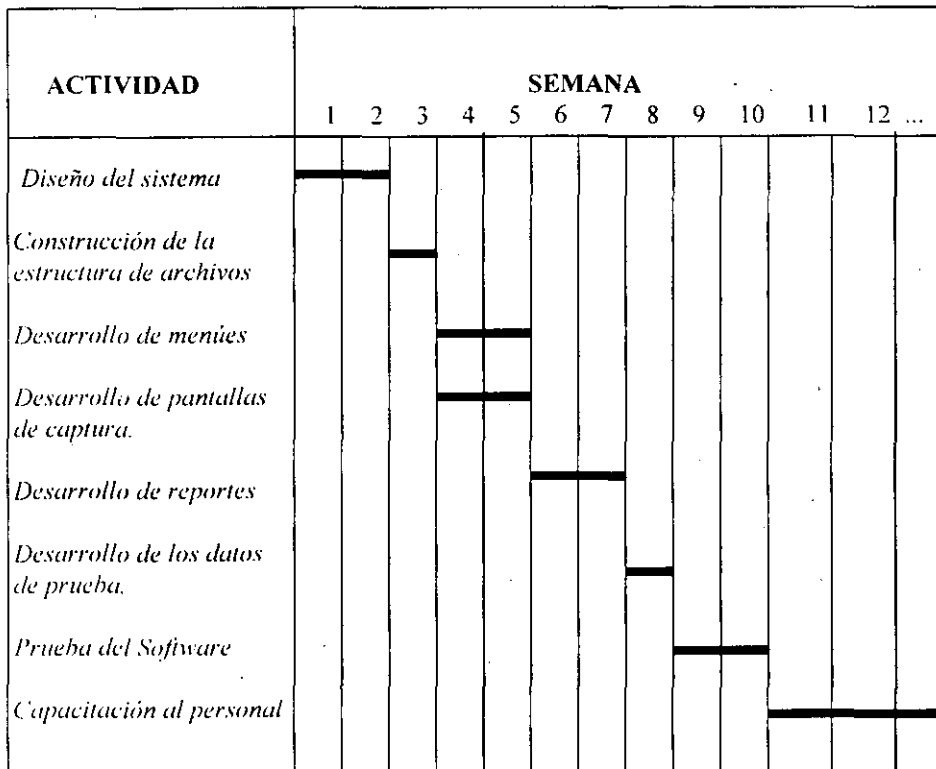 ACTIVIDAD
SEMANA
1 2 3 4 5 6 7 8 9 10 11 12 ...
Diseño del sistema
Construcción de la
estructura de archivos
Desarrollo de menúes
Desarrollo de pantallas
de captura.
Desarrollo de reportes
Desarrollo de los datos
de prueba.
Prueba del Software
Capacitación al personal